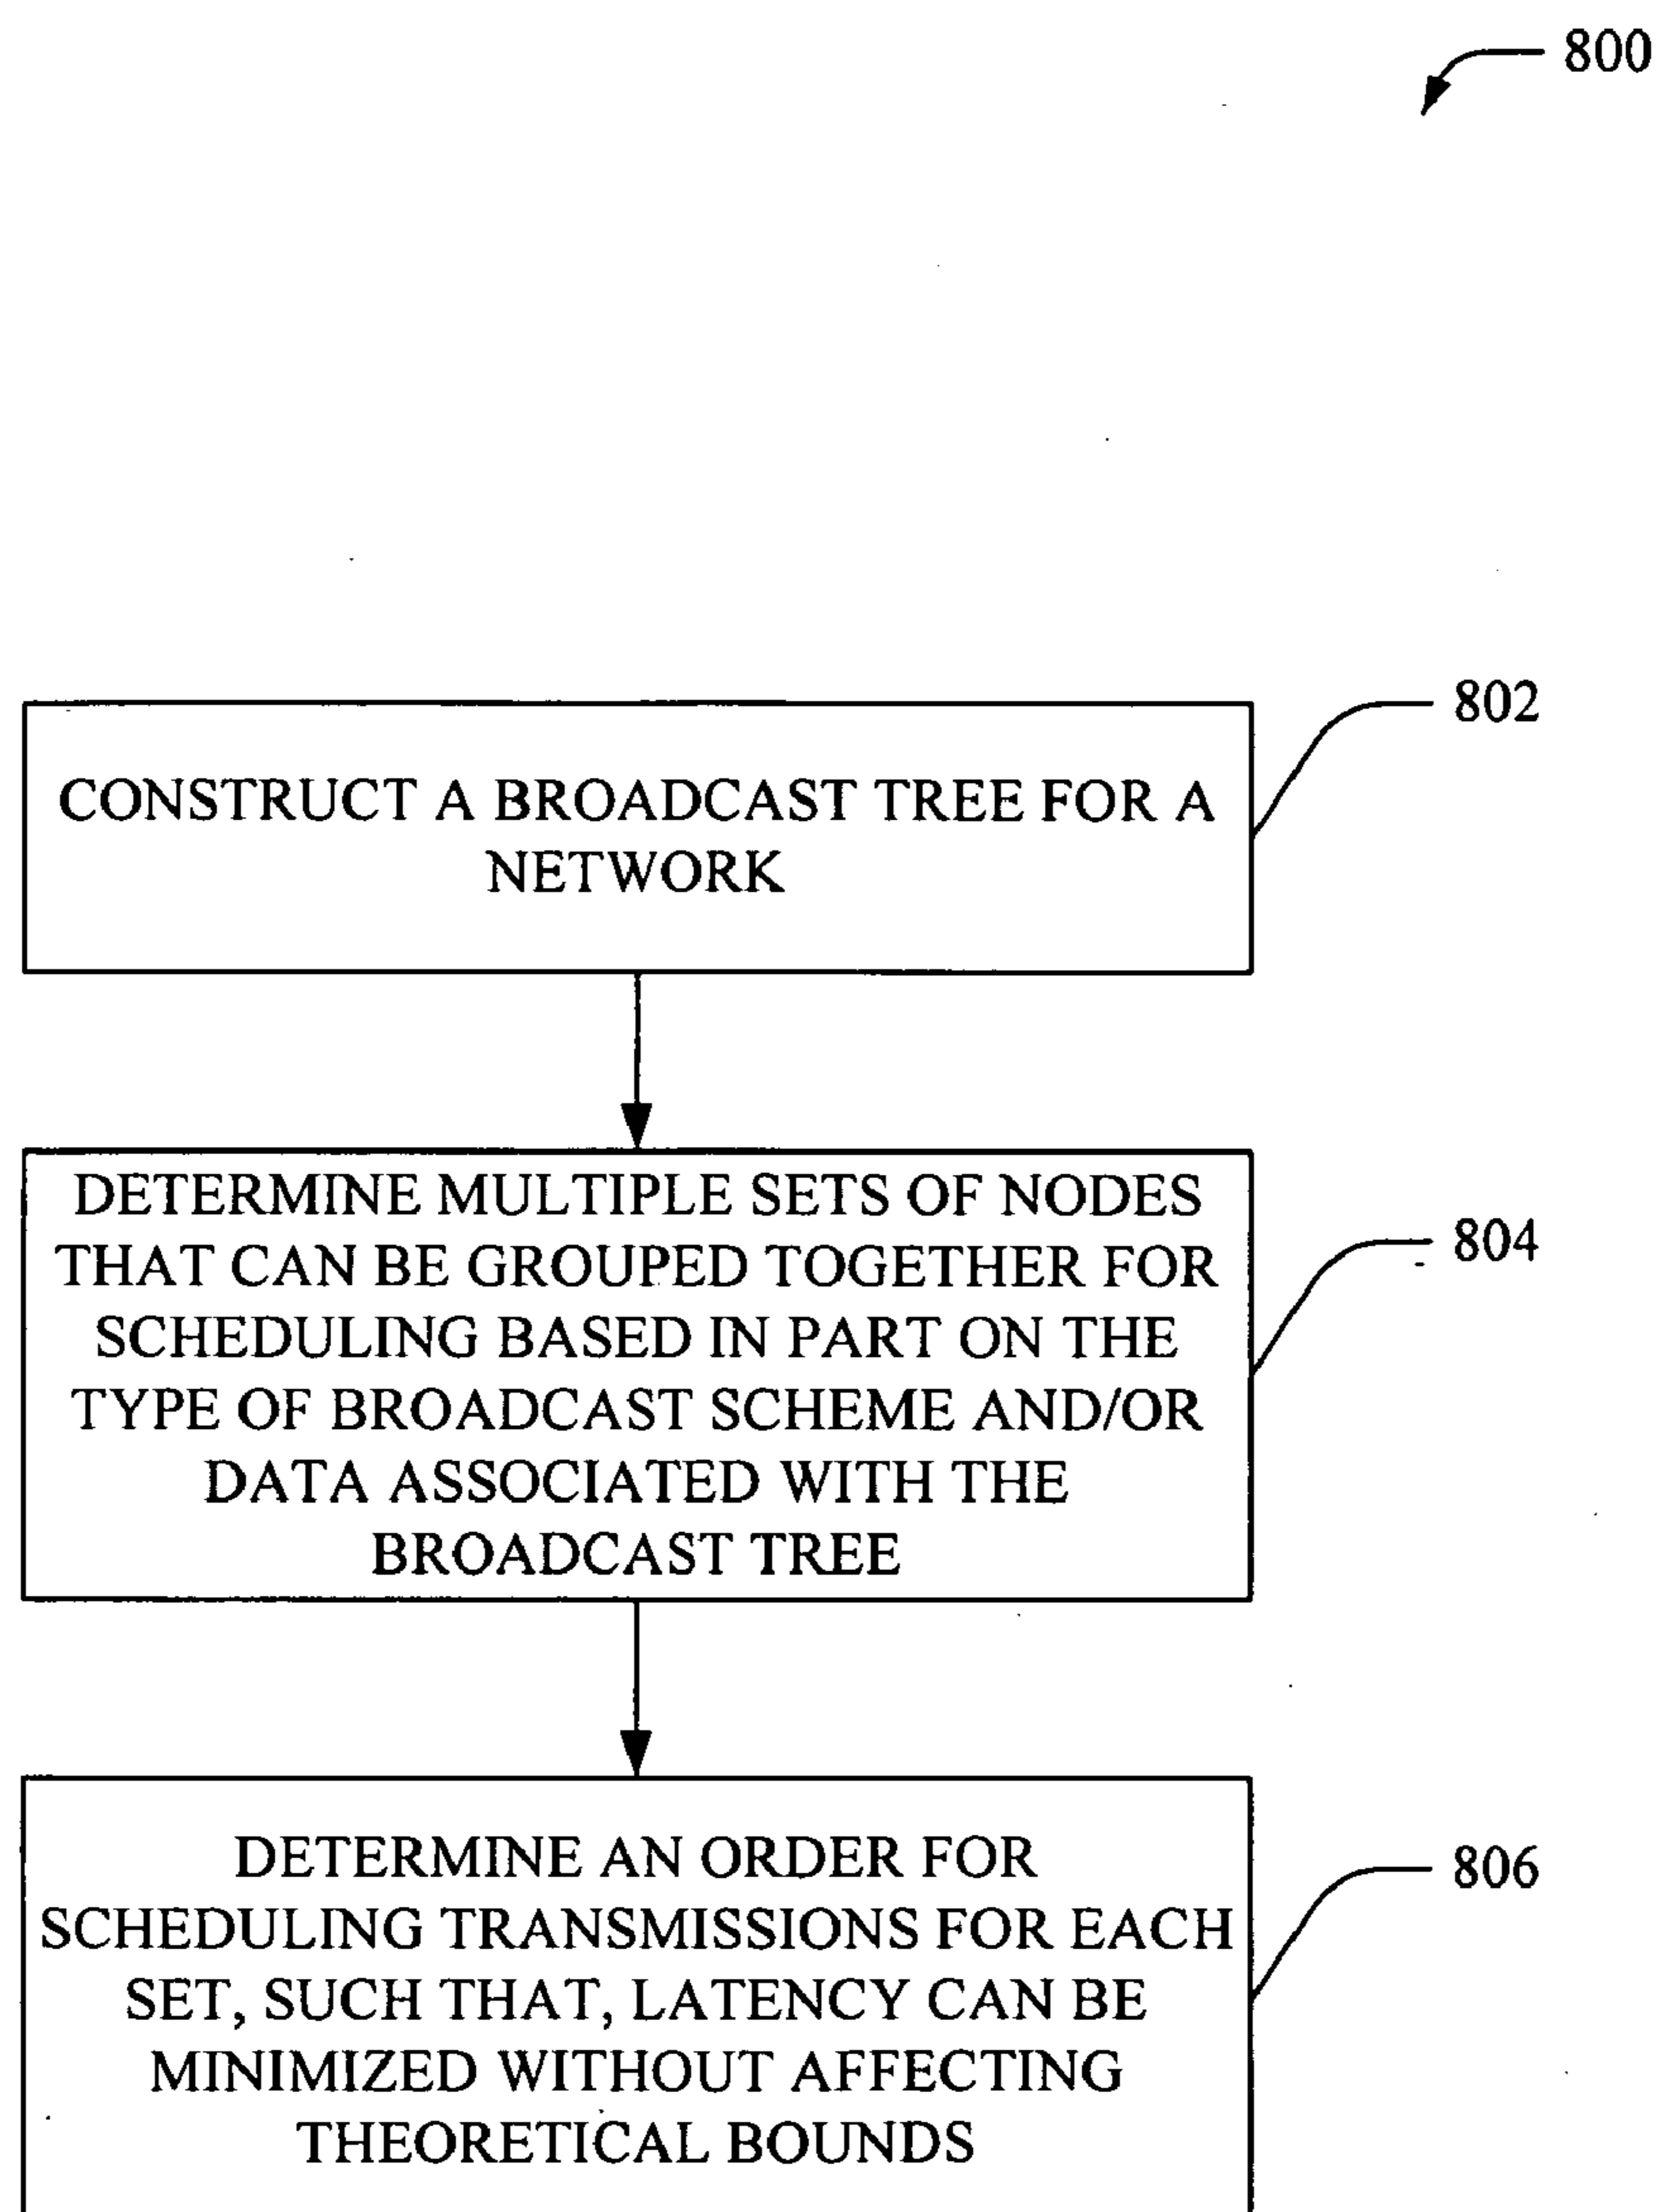 800
802
CONSTRUCT A BROADCAST TREE FOR A
NETWORK
DETERMINE MULTIPLE SETS OF NODES
THAT CAN BE GROUPED TOGETHER FOR
SCHEDULING BASED IN PART ON THE
TYPE OF BROADCAST SCHEME AND/OR
DATA ASSOCIATED WITH THE
BROADCAST TREE
804
DETERMINE AN ORDER FOR
SCHEDULING TRANSMISSIONS FOR EACH
SET, SUCH THAT, LATENCY CAN BE
MINIMIZED WITHOUT AFFECTING
THEORETICAL BOUNDS
806